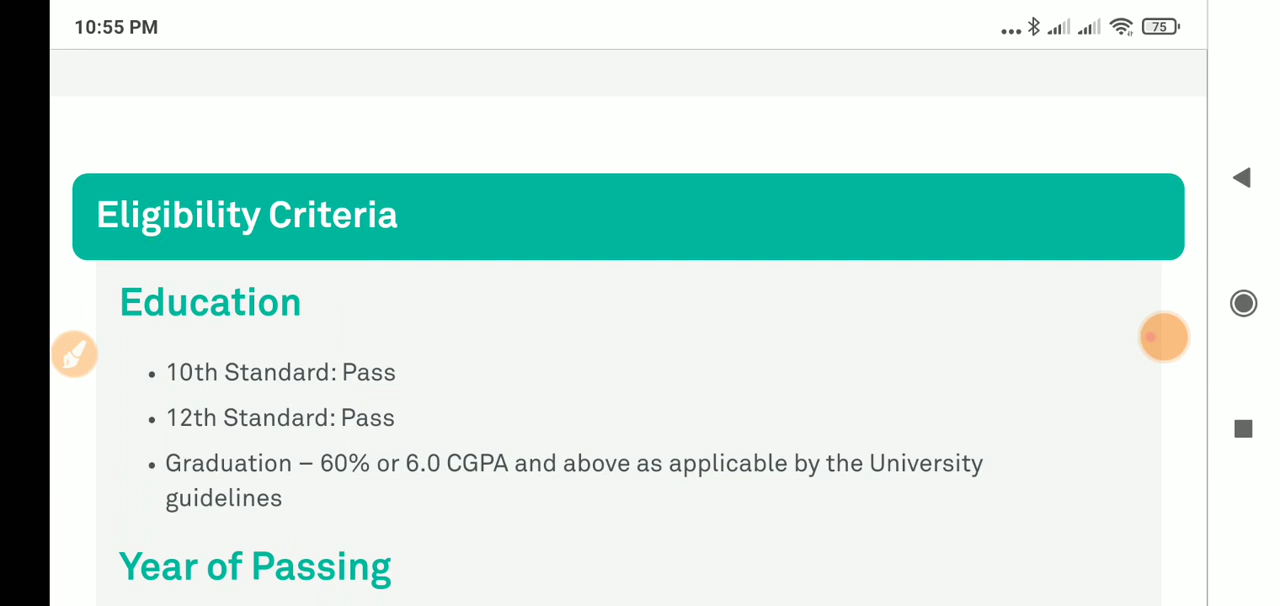 10:55 PM
75
Eligibility Criteria
Education
• 10th Standard: Pass
• 12th Standard: Pass
• Graduation – 60% or 6.0 CGPA and above as applicable by the University
guidelines
Year of Passing